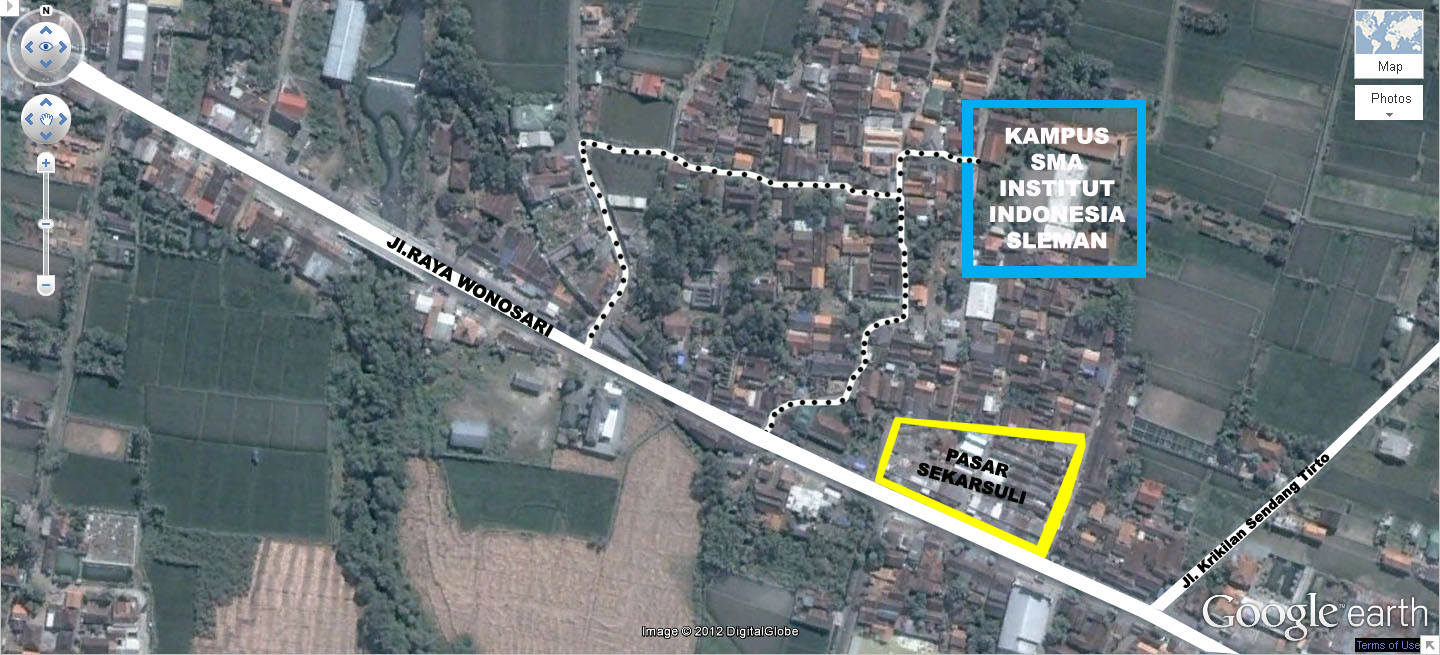 N
Map
Photos
KAMPUS
SMA
INSTITUT
INDONESIA
SLEMAN
Jl.RAYA WONOSARI
PASAR
SEKARSULI
Jl. Krikilan Sendang Tirto
Google earth
Image © 2012 DigitalGlobe
Terms of Use